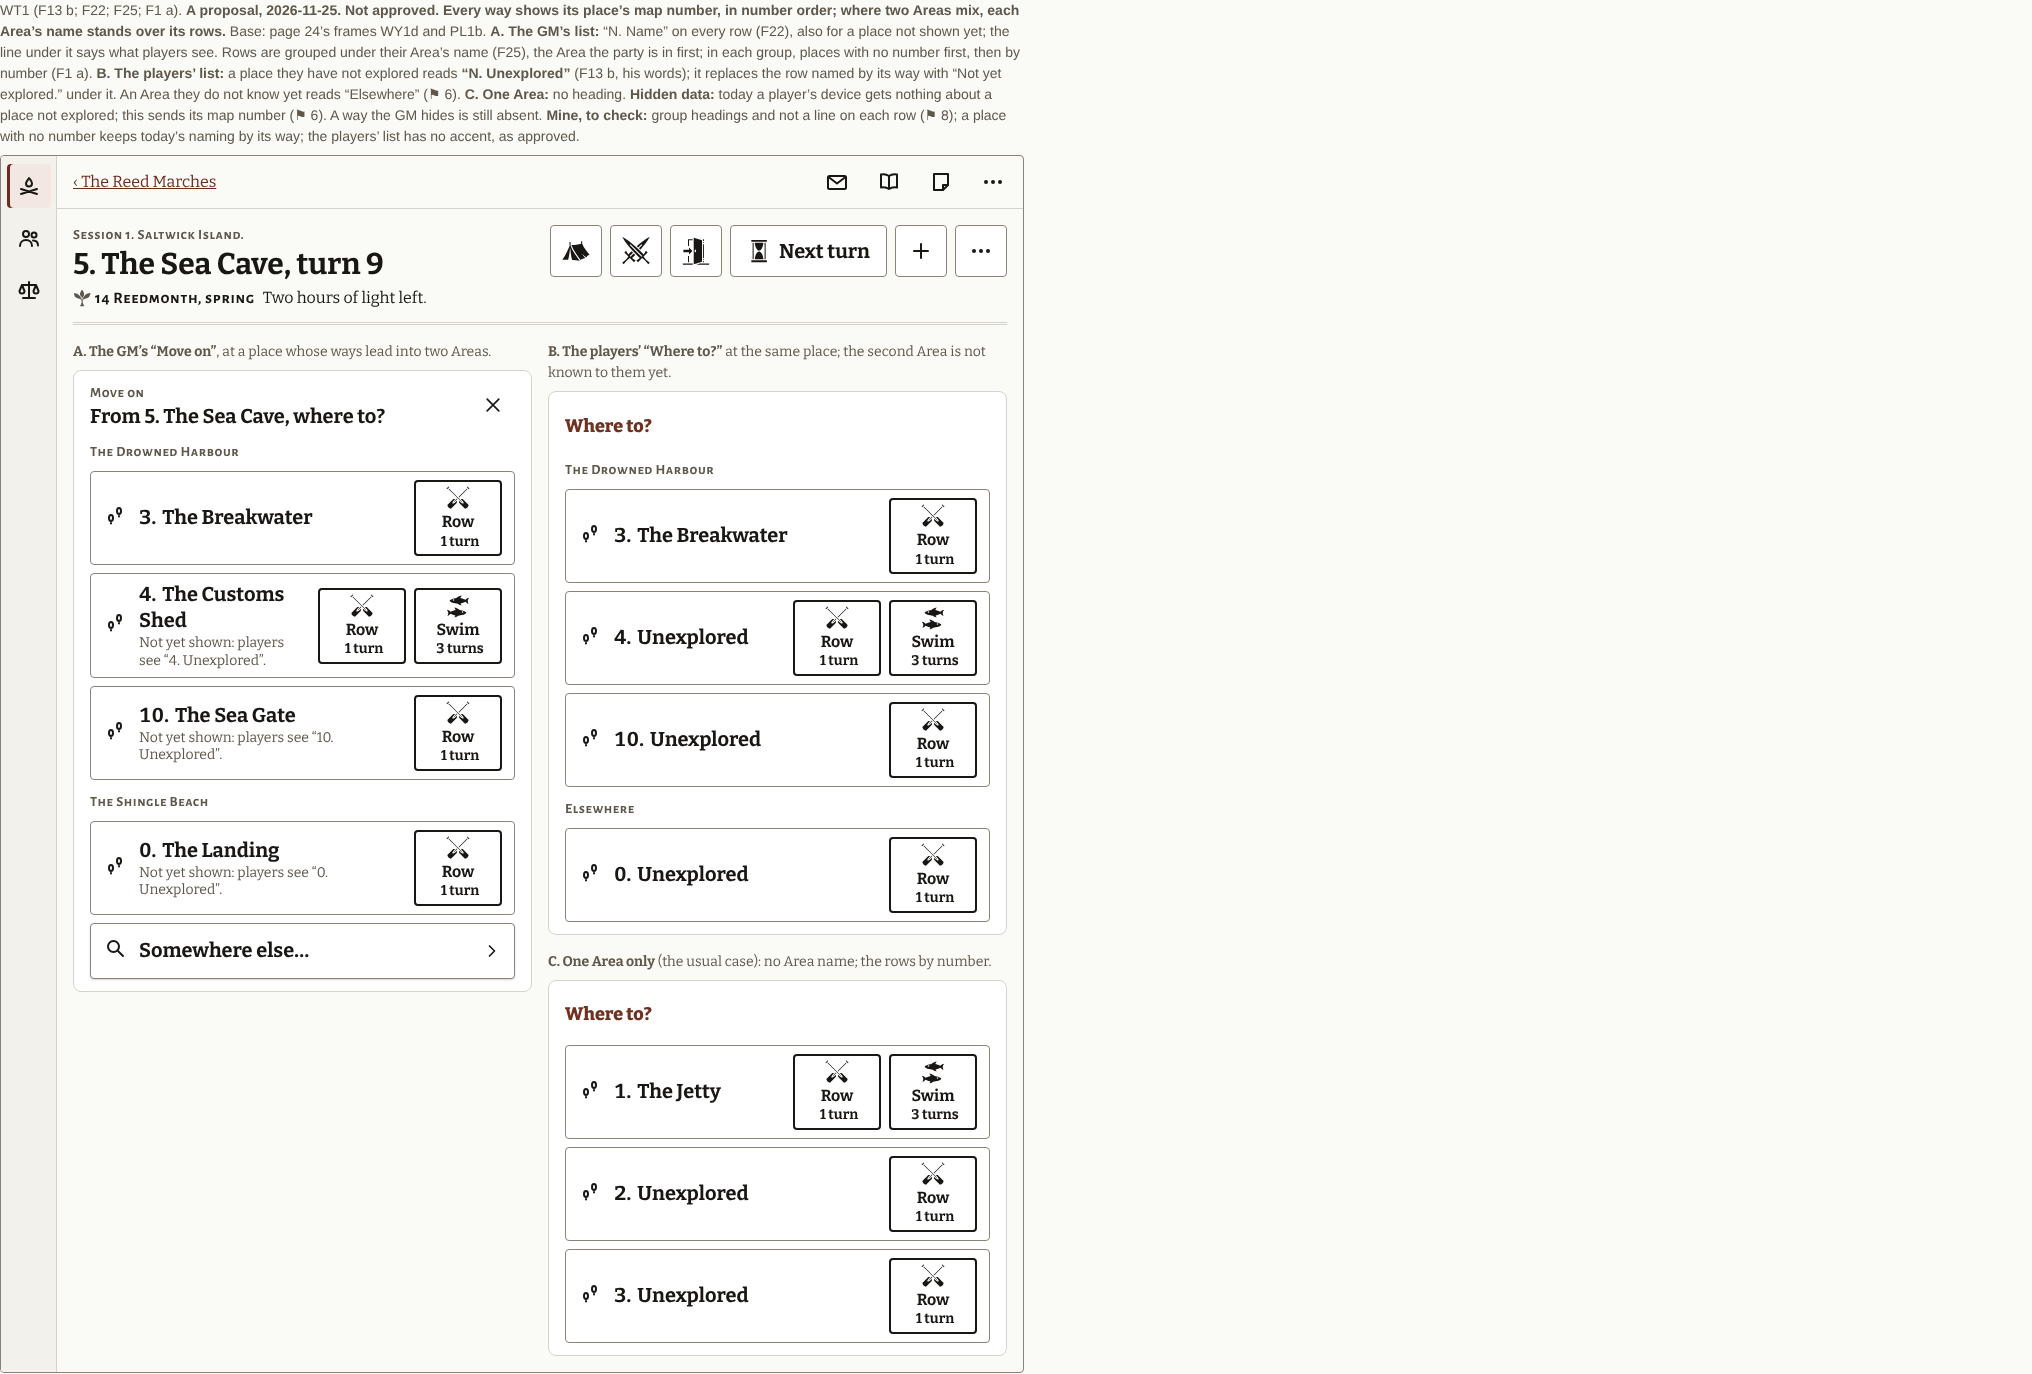 WT1 (F13 b; F22; F25; F1 a). A proposal, 2026-11-25. Not approved. Every way shows its place’s map number, in number order; where two Areas mix, each
Area’s name stands over its rows. Base: page 24’s frames WY1d and PL1b. A. The GM’s list: “N. Name” on every row (F22), also for a place not shown yet; the
line under it says what players see. Rows are grouped under their Area’s name (F25), the Area the party is in first; in each group, places with no number first, then by
number (F1 a). B. The players’ list: a place they have not explored reads “N. Unexplored” (F13 b, his words); it replaces the row named by its way with “Not yet
explored.” under it. An Area they do not know yet reads “Elsewhere” (⚑ 6). C. One Area: no heading. Hidden data: today a player’s device gets nothing about a
place not explored; this sends its map number (⚑ 6). A way the GM hides is still absent. Mine, to check: group headings and not a line on each row (⚑ 8); a place
with no number keeps today’s naming by its way; the players’ list has no accent, as approved.
‹ The Reed Marches
Session 1. Saltwick Island.
5. The Sea Cave, turn 9
14 Reedmonth, spring Two hours of light left.
Next turn
A. The GM’s “Move on”, at a place whose ways lead into two Areas.
Move on
From 5. The Sea Cave, where to?
The Drowned Harbour
3. The Breakwater
Row
1 turn
4. The Customs
Shed
Not yet shown: players
see “4. Unexplored”.
Row
1 turn
Swim
3 turns
10. The Sea Gate
Not yet shown: players see “10.
Unexplored”.
Row
1 turn
The Shingle Beach
0. The Landing
Not yet shown: players see “0.
Unexplored”.
Row
1 turn
Somewhere else…
B. The players’ “Where to?” at the same place; the second Area is not
known to them yet.
Where to?
The Drowned Harbour
3. The Breakwater
Row
1 turn
4. Unexplored
Row
1 turn
Swim
3 turns
10. Unexplored
Row
1 turn
Elsewhere
0. Unexplored
Row
1 turn
C. One Area only (the usual case): no Area name; the rows by number.
Where to?
1. The Jetty
Row
1 turn
Swim
3 turns
2. Unexplored
Row
1 turn
3. Unexplored
Row
1 turn